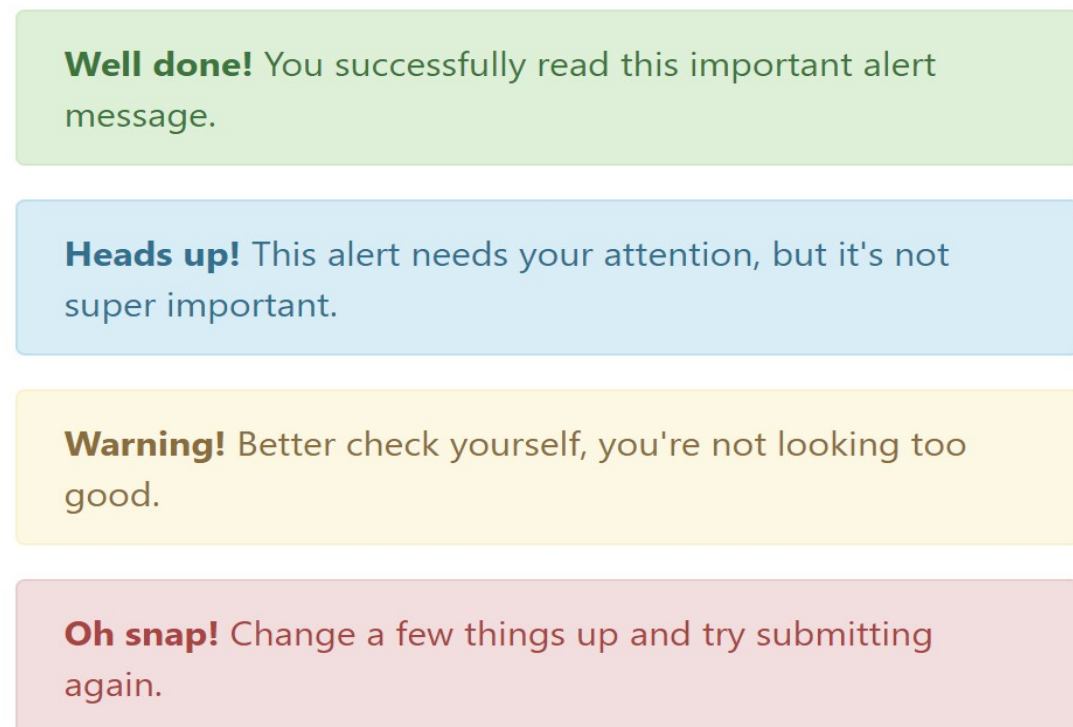 Well done! You successfully read this important alert
message.
Heads up! This alert needs your attention, but it's not
super important.
Warning! Better check yourself, you're not looking too
good.
Oh snap! Change a few things up and try submitting
again.